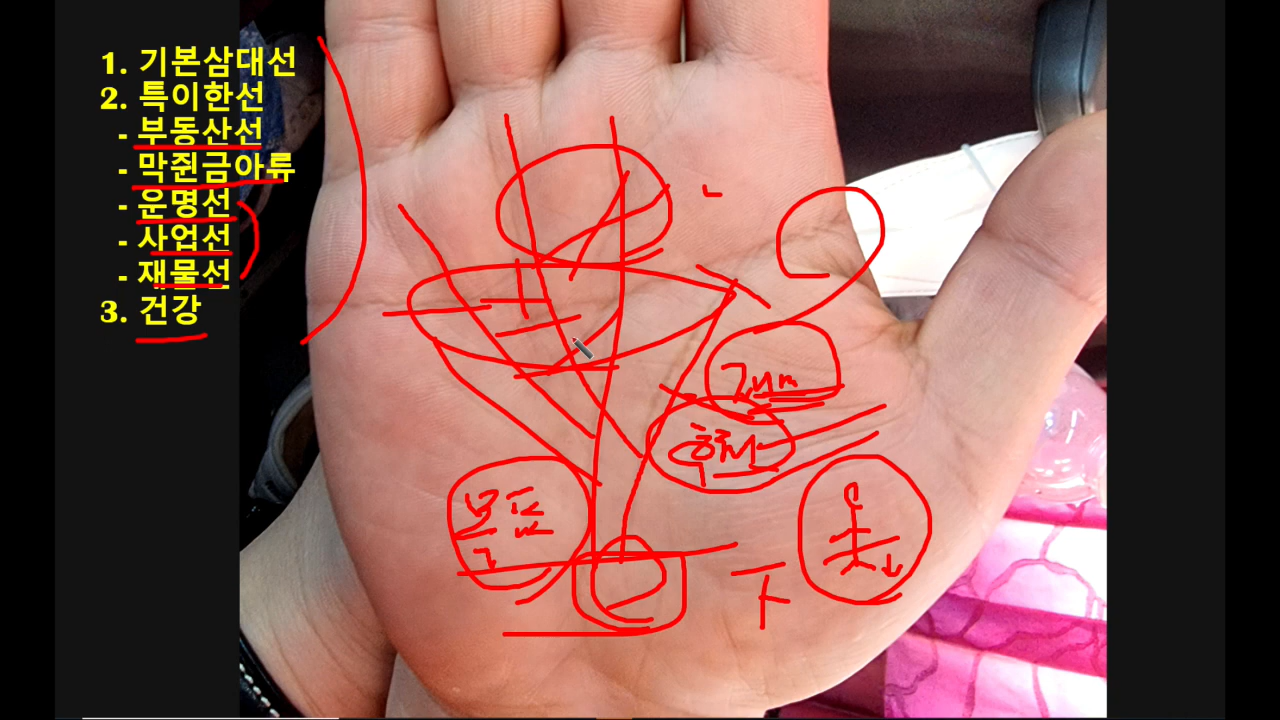 1. 기본삼대선
2. 특이한선
- 부동산선
- 막쥔금아류
- 운명선
- 사업선
- 재물선
3. 건강
下